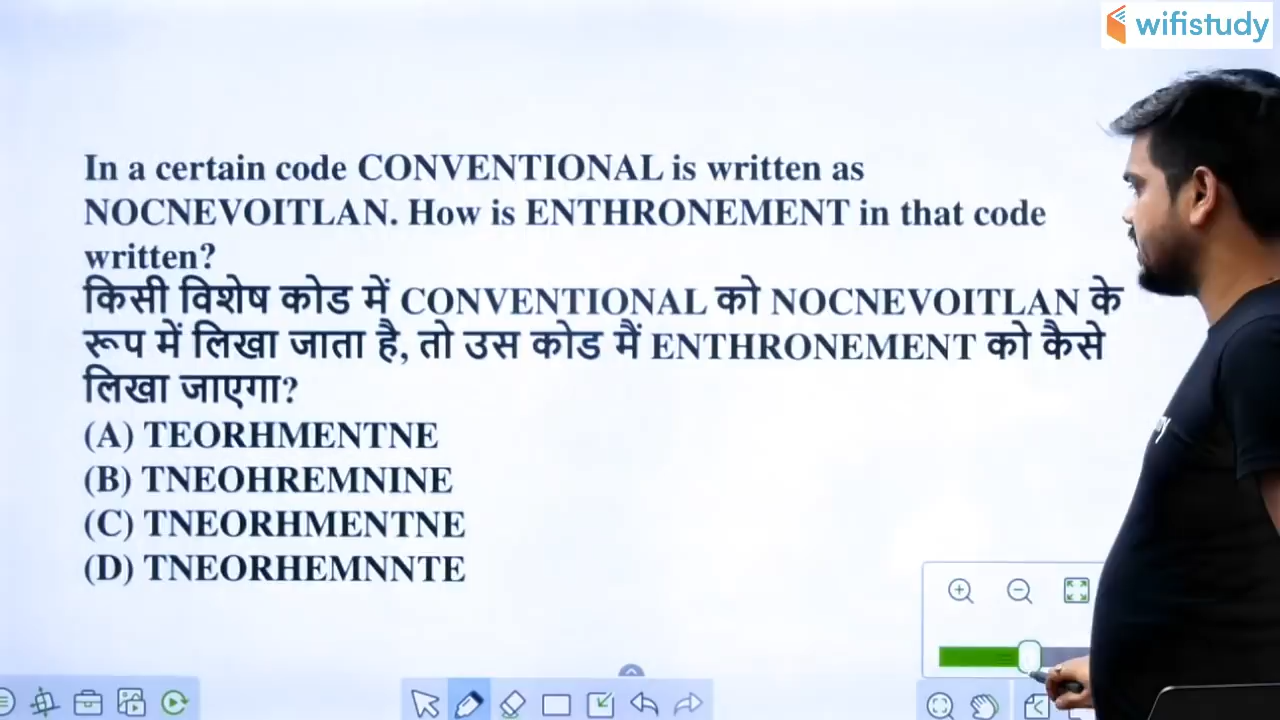 wifistudy
In a certain code CONVENTIONAL is written as
NOCNEVOITLAN. How is ENTHRONEMENT in that code
written?
किसी विशेष कोड में CONVENTIONAL को NOCNEVOITLAN के
रूप में लिखा जाता है, तो उस कोड मैं ENTHRONEMENT को कैसे
लिखा जाएगा?
(A) TEORHMENTNE
(B) TNEOHREMNINE
(C) TNEORHMENTNE
(D) TNEORHEMNNTE